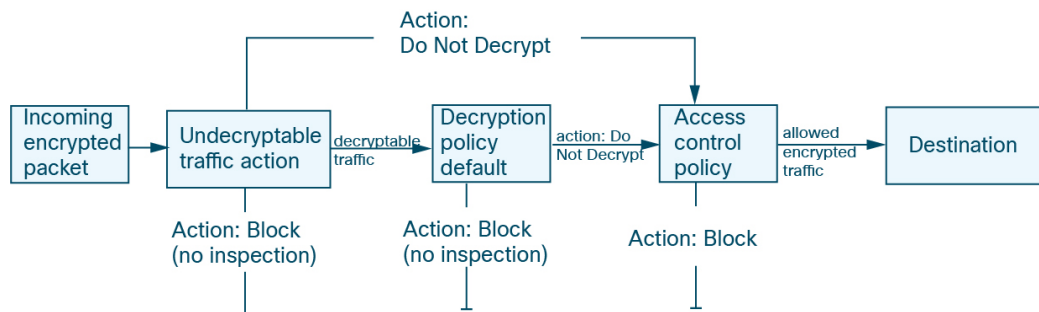 Action:
Do Not Decrypt
Incoming
encrypted
packet
Undecryptable
traffic action
decryptable
traffic
Decryption
policy
default
action: Do
Not Decrypt
Access
control
policy
allowed
encrypted
traffic
Destination
Action: Block
(no inspection)
Action: Block
(no inspection)
Action: Block